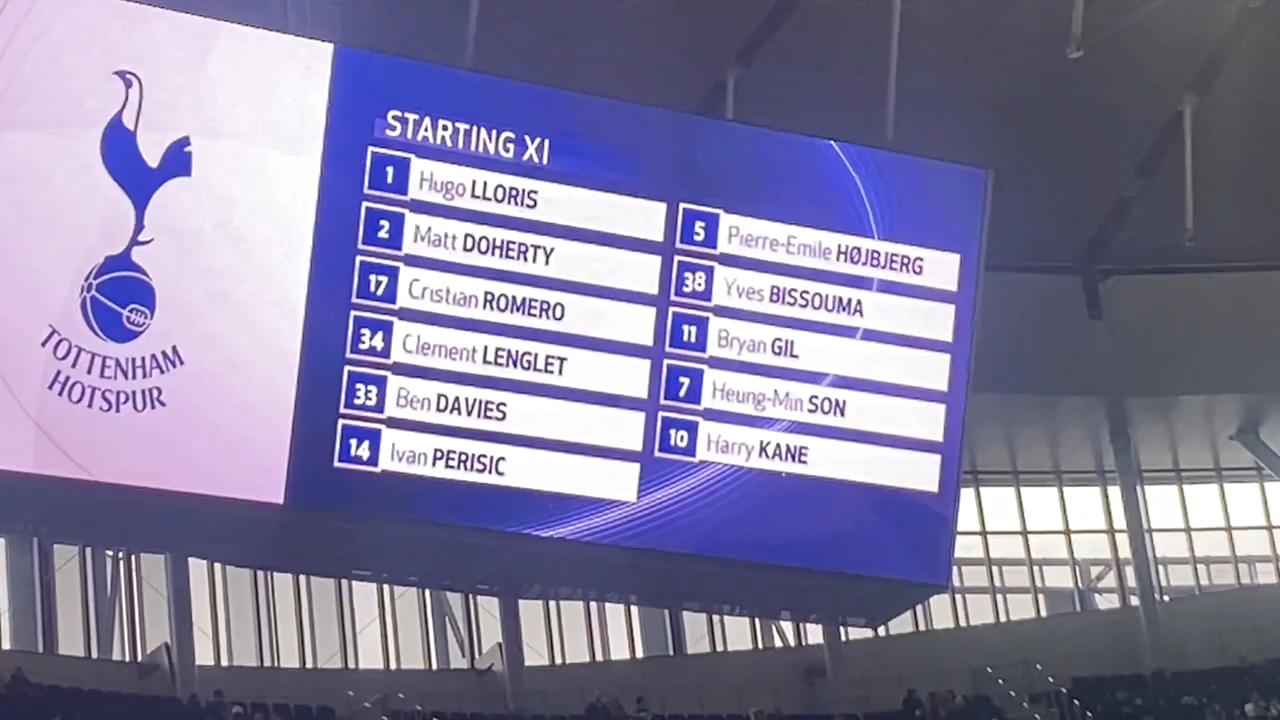 TOTTENHAM
HOTSPUR
STARTING XI
1 Hugo LLORIS
2 Matt DOHERTY
17 Cristian ROMERO
34 Clement LENGLET
33 Ben DAVIES
14 Ivan PERISIC
5 Pierre-Emile HØJBJERG
38 Yves BISSOUMA
11 Bryan GIL
7 Heung-Min SON
10 Harry KANE